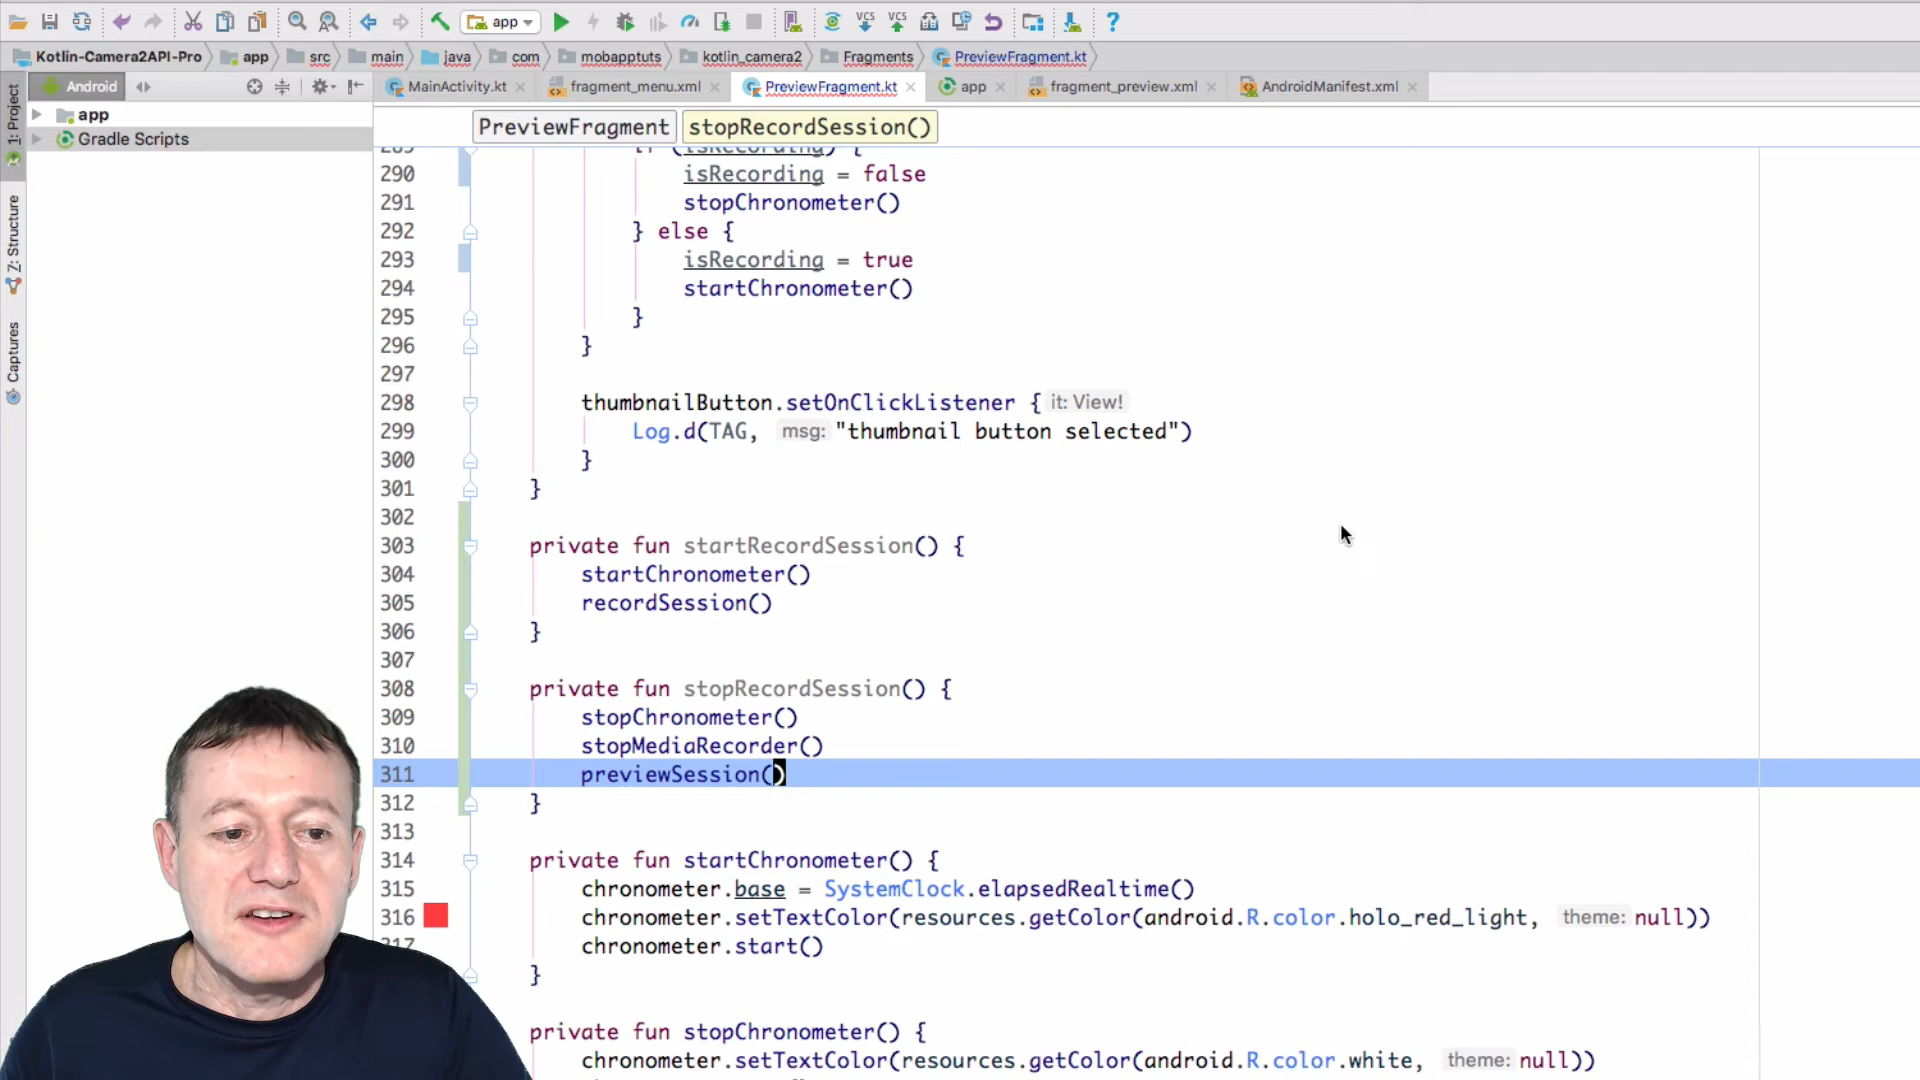 app
Kotlin-Camera2API-Pro app src main java com mobapptuts kotlin_camera2 Fragments PreviewFragment.kt
Android MainActivity.kt fragment_menu.xml PreviewFragment.kt app fragment_preview.xml AndroidManifest.xml
1: Project
Z: Structure
Captures
app
Gradle Scripts
PreviewFragment stopRecordSession()
289 if (isRecording) {
290 isRecording = false
291 stopChronometer()
292 } else {
293 isRecording = true
294 startChronometer()
295 }
296 }
297
298 thumbnailButton.setOnClickListener { it: View!
299 Log.d(TAG, msg: "thumbnail button selected")
300 }
301 }
302
303 private fun startRecordSession() {
304 startChronometer()
305 recordSession()
306 }
307
308 private fun stopRecordSession() {
309 stopChronometer()
310 stopMediaRecorder()
311 previewSession()
312 }
313
314 private fun startChronometer() {
315 chronometer.base = SystemClock.elapsedRealtime()
316 chronometer.setTextColor(resources.getColor(android.R.color.holo_red_light, theme: null))
317 chronometer.start()
}
private fun stopChronometer() {
chronometer.setTextColor(resources.getColor(android.R.color.white, theme: null))